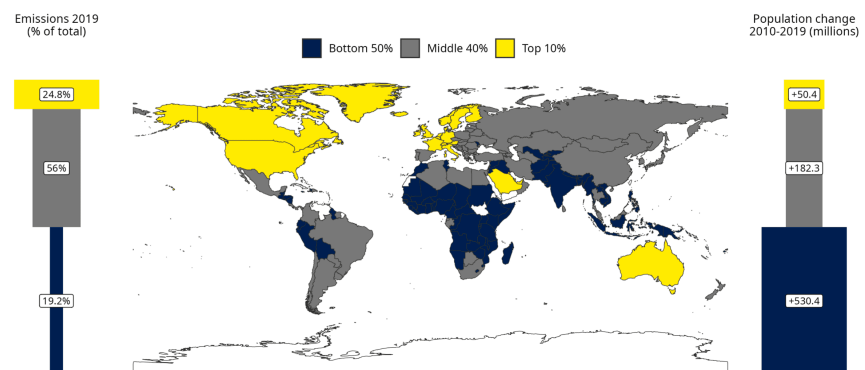 Emissions 2019
(% of total)
Population change
2010-2019 (millions)
Bottom 50%
Middle 40%
Top 10%
24.8%
56%
19.2%
+50.4
+182.3
+530.4